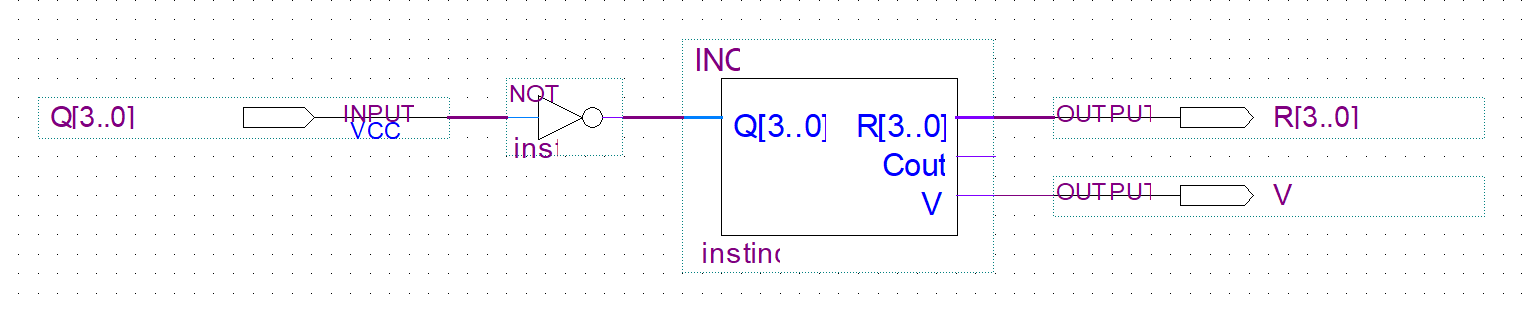 Q[3..0]
INPUT
VCC
NOT
inst
INC
Q[3..0]
R[3..0]
Cout
V
instinc
OUTPUT
R[3..0]
OUTPUT
V